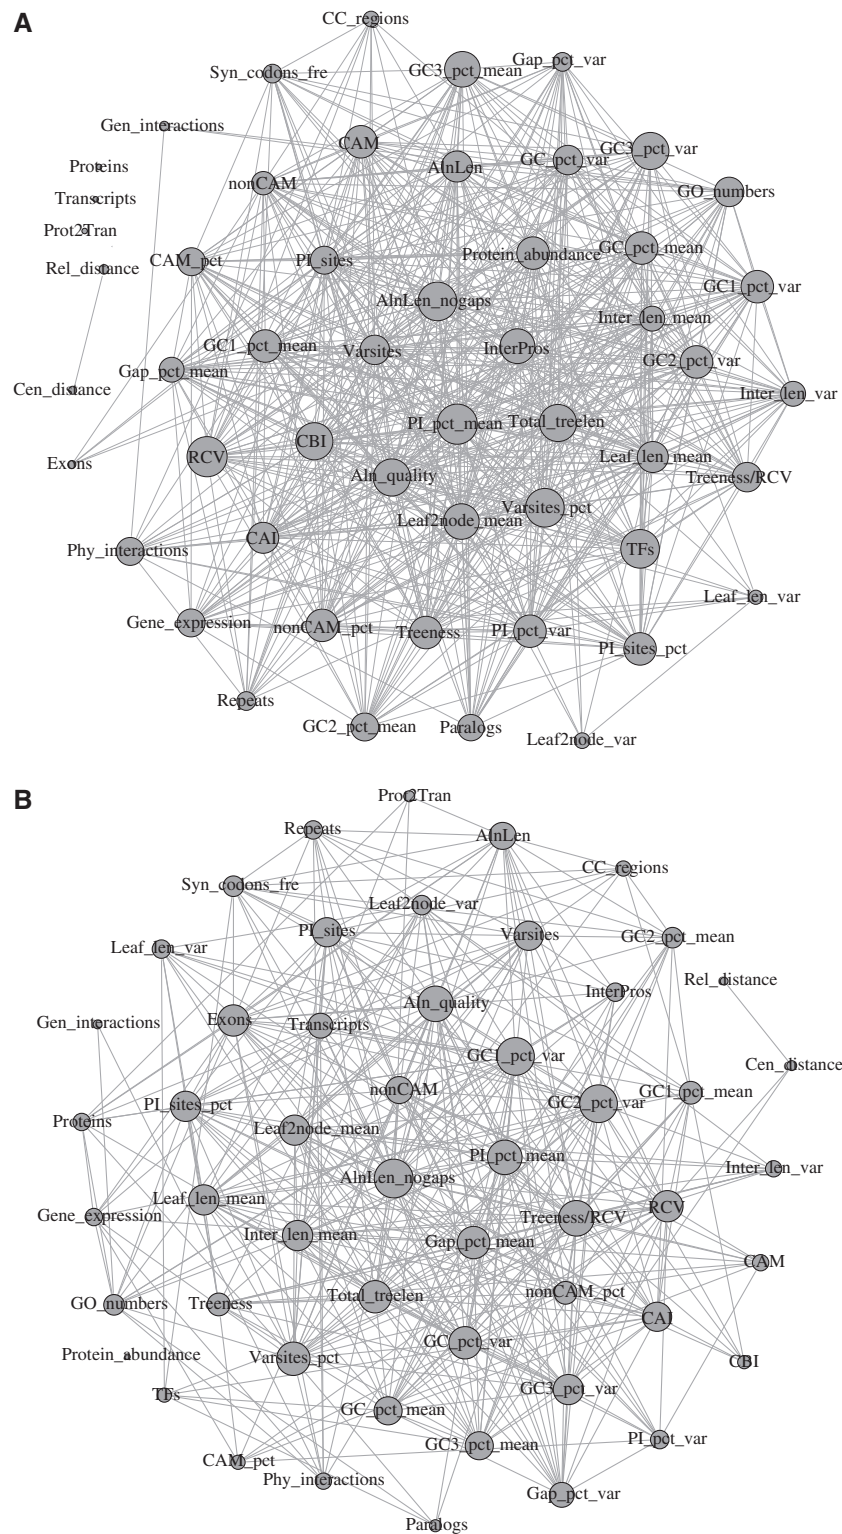 A
CC_regions
Syn_codons_fre
GC3_pct_mean
Gap_pct_var
Gen_interactions
CAM
AlnLen
GC_pct_var
GC3_pct_var
Proteins
nonCAM
GO_numbers
Transcripts
Prot2Tran
Rel_distance
CAM_pct
PI_sites
Protein_abundance
GC_pct_mean
AlnLen_nogaps
GC1_pct_var
Inter_len_mean
GC1_pct_mean
Varsites
InterPros
GC2_pct_var
Gap_pct_mean
Cen_distance
Inter_len_var
PI_pct_mean
Total_treelen
CBI
RCV
Exons
Aln_quality
Leaf_len_mean
Treeness/RCV
Varsites_pct
Leaf2node_mean
Phy_interactions
CAI
TFs
Leaf_len_var
Gene_expression
nonCAM_pct
Treeness
PI_pct_var
PI_sites_pct
Repeats
GC2_pct_mean
Paralogs
Leaf2node_var
B
Prot2Tran
Repeats
AlnLen
CC_regions
Syn_codons_fre
Leaf2node_var
PI_sites
Varsites
GC2_pct_mean
Leaf_len_var
Rel_distance
InterPros
Aln_quality
Gen_interactions
Exons
Transcripts
GC1_pct_var
Cen_distance
nonCAM
GC1_pct_mean
GC2_pct_var
PI_sites_pct
Proteins
Leaf2node_mean
PI_pct_mean
Inter_len_var
AlnLen_nogaps
Leaf_len_mean
RCV
Gene_expression
Treeness/RCV
Inter_len_mean
Gap_pct_mean
CAM
nonCAM_pct
Total_treelen
GO_numbers
Treeness
CAI
GC_pct_var
Protein_abundance
Varsites_pct
CBI
GC3_pct_var
TFs
GC_pct_mean
PI_pct_var
GC3_pct_mean
CAM_pct
Phy_interactions
Gap_pct_var
Paralogs